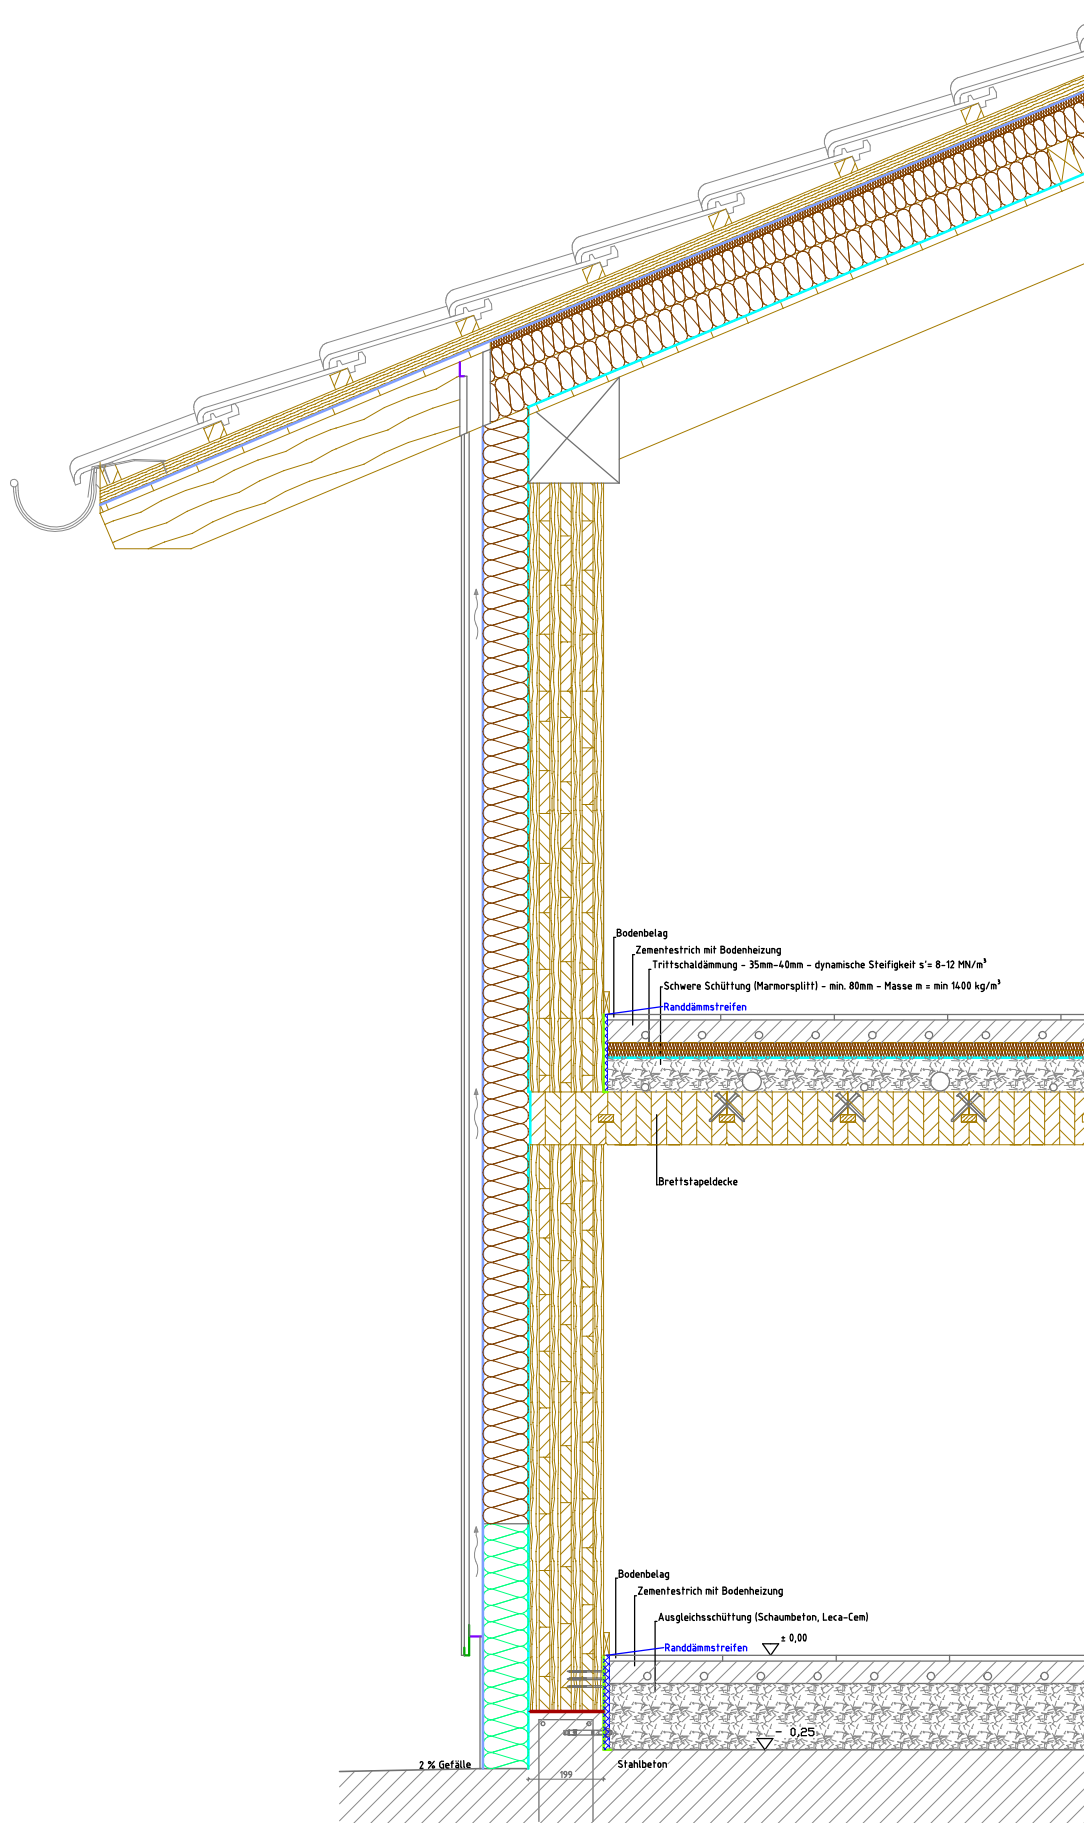 Bodenbelag
Zementestrich mit Bodenheizung
Trittschaldämmung - 35mm-40mm - dynamische Steifigkeit s'= 8-12 MN/m³
Schwere Schüttung (Marmorsplitt) - min. 80mm - Masse m = min 1400 kg/m³
Randdämmstreifen
Brettstapeldecke
Bodenbelag
Zementestrich mit Bodenheizung
Ausgleichsschüttung (Schaumbeton, Leca-Cem)
± 0,00
Randdämmstreifen
- 0,25
2 % Gefälle
Stahlbeton
199